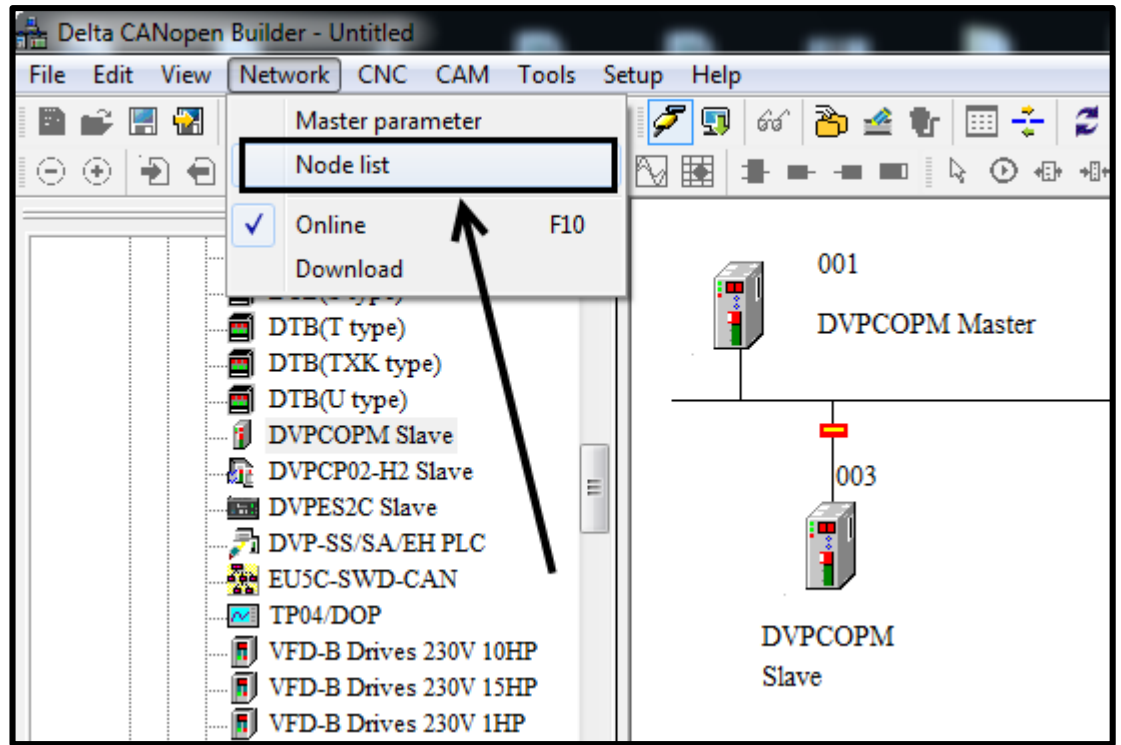 Delta CANopen Builder - Untitled
File Edit View Network CNC CAM Tools Setup Help
Master parameter
Node list
Online F10
Download
DTB(T type)
DTB(TXK type)
DTB(U type)
DVPCOPM Slave
DVPCP02-H2 Slave
DVPES2C Slave
DVP-SS/SA/EH PLC
EU5C-SWD-CAN
TP04/DOP
VFD-B Drives 230V 10HP
VFD-B Drives 230V 15HP
VFD-B Drives 230V 1HP
001
DVPCOPM Master
003
DVPCOPM
Slave